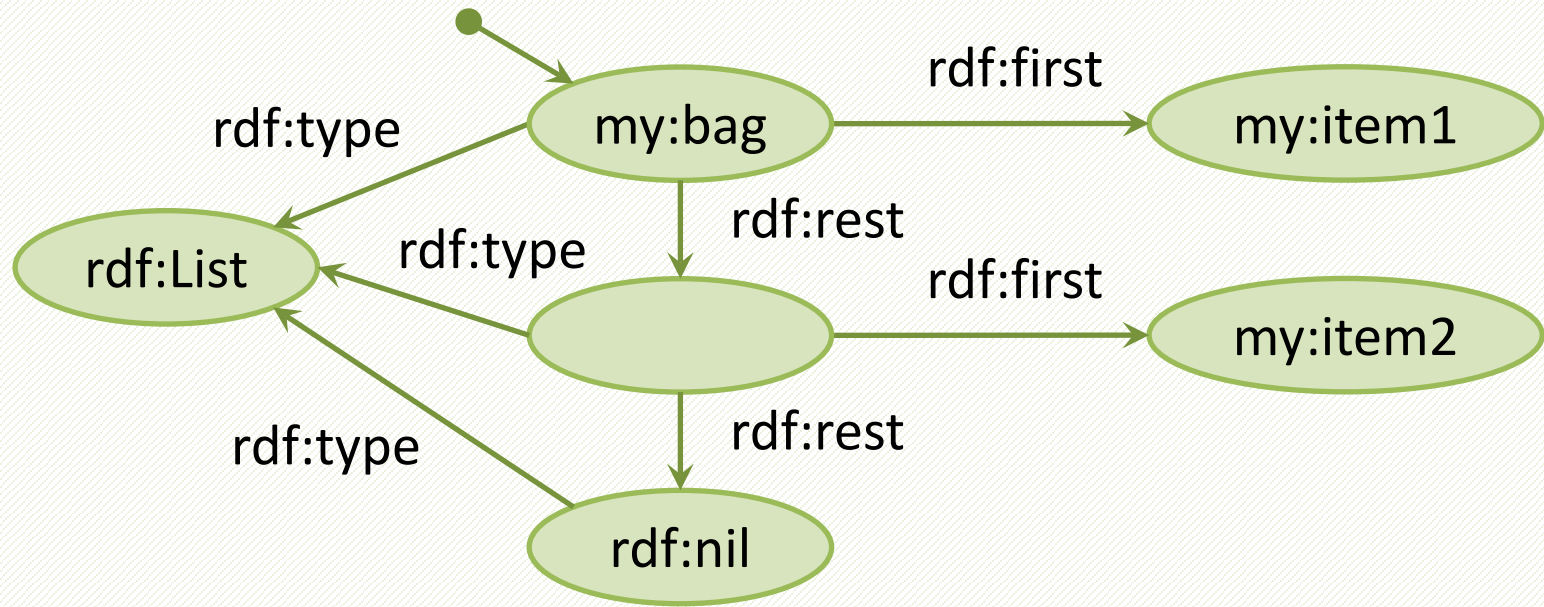 rdf:first
rdf:type
my:bag
my:item1
rdf:rest
rdf:type
rdf:List
rdf:first
my:item2
rdf:type
rdf:rest
rdf:nil